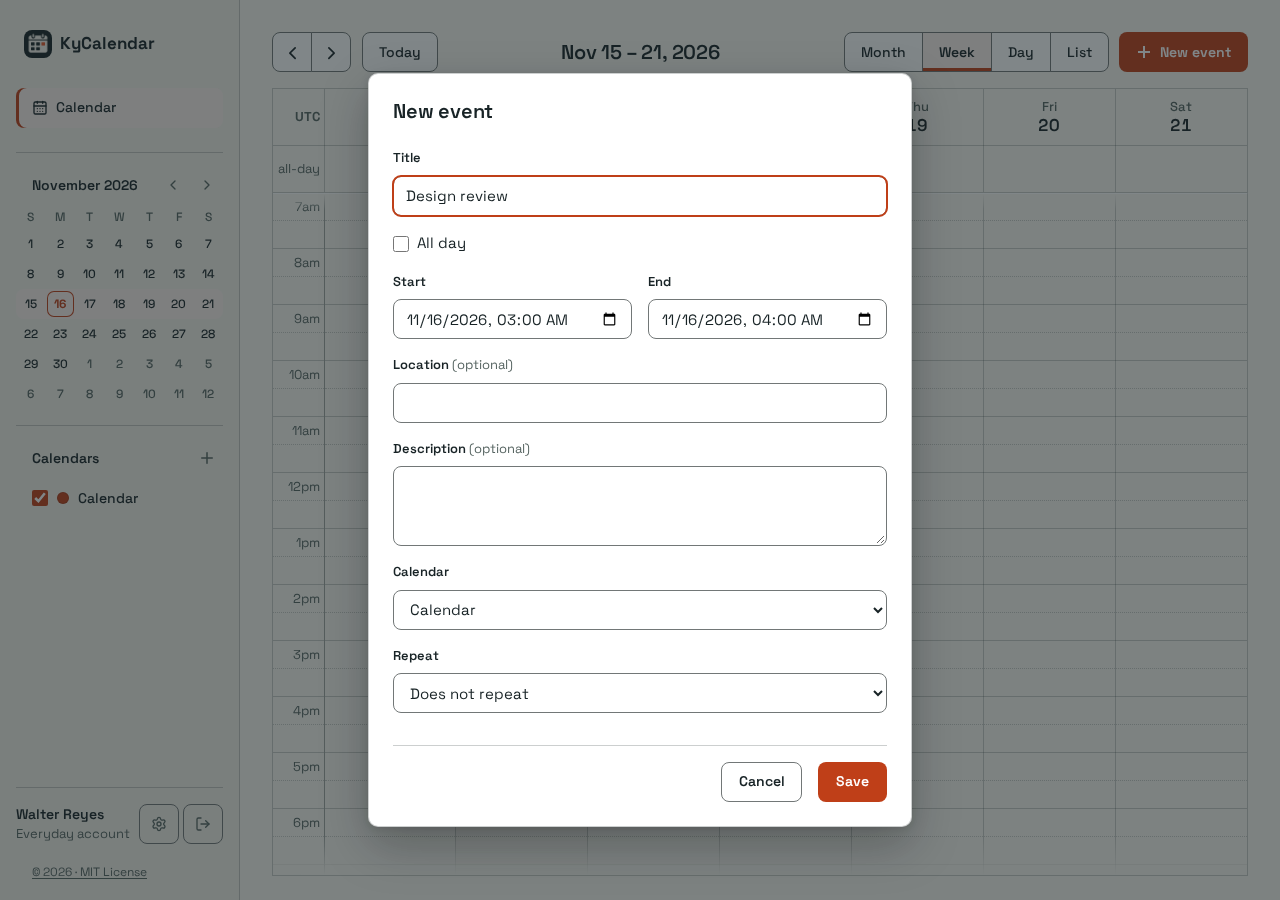 KyCalendar
Calendar
November 2026
S M T W T F S
1 2 3 4 5 6 7
8 9 10 11 12 13 14
15 16 17 18 19 20 21
22 23 24 25 26 27 28
29 30 1 2 3 4 5
6 7 8 9 10 11 12
Calendars
Calendar
Walter Reyes
Everyday account
© 2026 · MIT License
Today
Nov 15 – 21, 2026
Month Week Day List
New event
UTC
Fri
20
Sat
21
all-day
7am
8am
9am
10am
11am
12pm
1pm
2pm
3pm
4pm
5pm
6pm
New event
Title
Design review
All day
Start End
11/16/2026, 03:00 AM 11/16/2026, 04:00 AM
Location (optional)
Description (optional)
Calendar
Calendar
Repeat
Does not repeat
Cancel Save